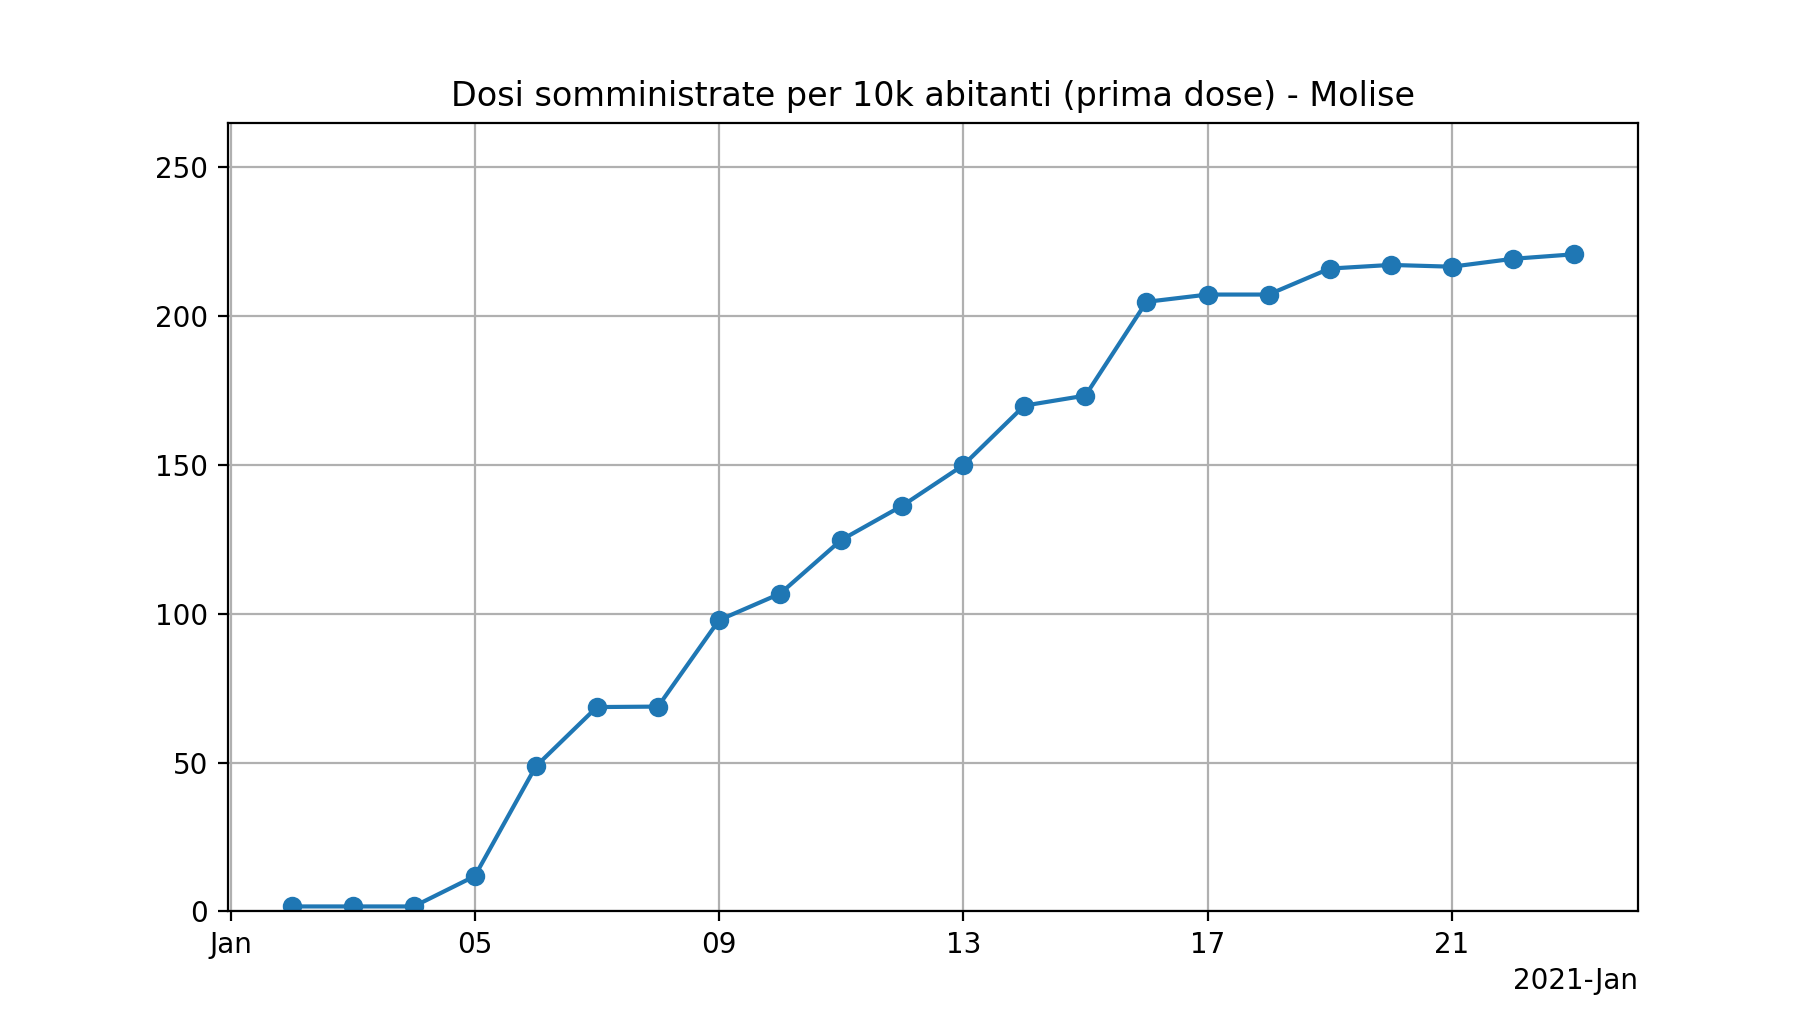 Dosi somministrate per 10k abitanti (prima dose) - Molise
250
200
150
100
50
0
Jan 05 09 13 17 21
2021-Jan